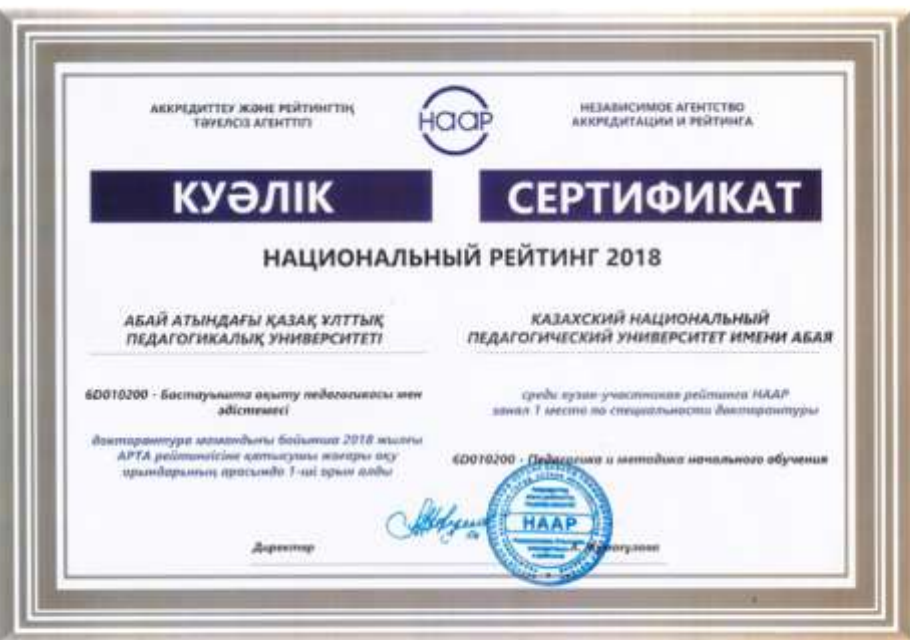 АККРЕДИТТЕУ ЖӘНЕ РЕЙТИНГТІҢ
ТӘУЕЛСІЗ АГЕНТТІГІ
НААР
НЕЗАВИСИМОЕ АГЕНТСТВО
АККРЕДИТАЦИИ И РЕЙТИНГА
КУӘЛІК
СЕРТИФИКАТ
НАЦИОНАЛЬНЫЙ РЕЙТИНГ 2018
АБАЙ АТЫНДАҒЫ ҚАЗАҚ ҰЛТТЫҚ
ПЕДАГОГИКАЛЫҚ УНИВЕРСИТЕТІ
6D010200 - Бастауышта оқыту педагогикасы мен
әдістемесі
докторантура мамандығы бойынша 2018 жылғы
АРТА рейтингісіне қатысушы жоғары оқу
орындарының арасында 1-ші орын алды
КАЗАХСКИЙ НАЦИОНАЛЬНЫЙ
ПЕДАГОГИЧЕСКИЙ УНИВЕРСИТЕТ ИМЕНИ АБАЯ
среди вузов-участников рейтинга НААР
занял 1 место по специальности докторантуры
6D010200 - Педагогика и методика начального обучения
НААР
Директор